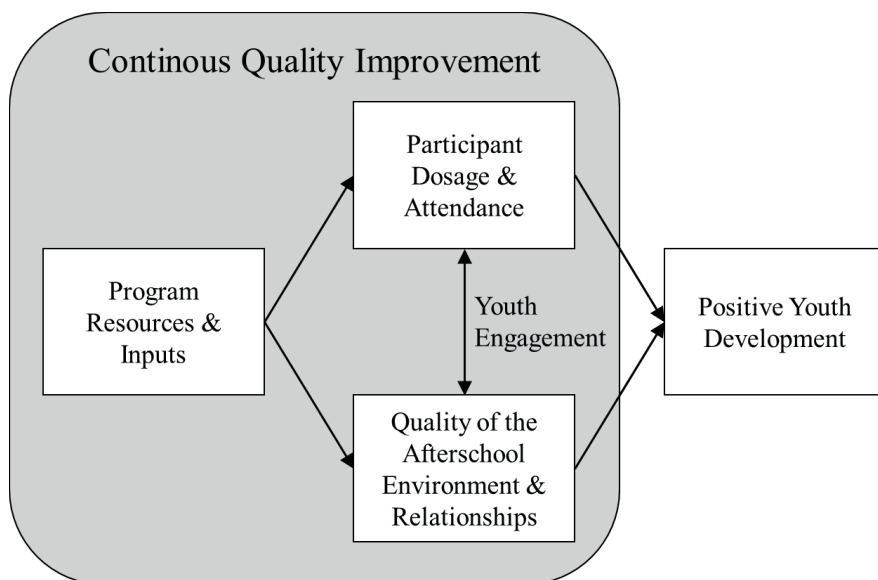 Continous Quality Improvement
Participant
Dosage &
Attendance
Program
Resources &
Inputs
Youth
Engagement
Positive Youth
Development
Quality of the
Afterschool
Environment &
Relationships